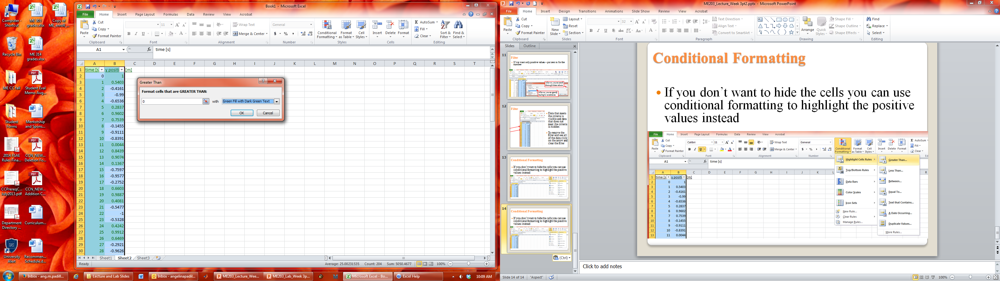 Computer - Shortcut
ME 303 grades.xlsx
Copy of ME_enroll_...
Recycle Bin
ME 314 grades.xlsx
ME CC fall
Student Eval Memo Aug...
Student Forms
Mentorship and Spons...
2014 FSAE Rules Fina...
CCN_NEW... Deletion Fo...
CCPrereqC... July2013.pdf
CCN_NEW... Addition C...
Department Directory ...
Curriculum...
University Alert
Recommen... Schedule.d...
Book1 - Microsoft Excel
File Home Insert Page Layout Formulas Data Review View Acrobat
Paste Cut Copy Format Painter Clipboard
11 B I U Font
Wrap Text Merge & Center Alignment
General $ % , Number
Conditional Formatting Format as Table Cell Styles Styles
Insert Delete Format Cells
Σ AutoSum Fill Clear Sort & Filter Find & Select Editing
A1 fx time [s]
A B C D E F G H I J K L M N O P Q R S T
1 time [s y positi [m]
2 0 1
3 1 0.5403
4 2 -0.4161
5 3 -0.99
6 4 -0.6536
7 5 0.2837
8 6 0.9602
9 7 0.7539
10 8 -0.1455
11 9 -0.9111
12 10 -0.8391
13 11 0.0044
14 12 0.8439
15 13 0.9074
16 14 0.1367
17 15 -0.7597
18 16 -0.9577
19 17 -0.2752
20 18 0.6603
21 19 0.9887
22 20 0.4081
23 21 -0.5477
24 22 -1
25 23 -0.5328
26 24 0.4242
27 25 0.9912
28 26 0.6469
29 27 -0.2921
30 28 -0.9626
Greater Than
Format cells that are GREATER THAN:
0 with Green Fill with Dark Green Text
OK Cancel
Sheet1 Sheet2 Sheet3
Ready Average: 25.00231535 Count: 204 Sum: 5050.4677 100%
Inbox - ang.m.padill... Lecture and Lab Slides Inbox - angelinapadil... ME203_Lecture_Wee... ME203_Lab_Week 3p... Microsoft Excel - Bo... Excel Help 10:09 AM
ME203_Lecture_Week 3pt2.pptx - Microsoft PowerPoint
File Home Insert Design Transitions Animations Slide Show Review View Acrobat
Paste Cut Copy Format Painter Clipboard
New Slide Layout Reset Section Slides
32 B I U S abc AV Aa A Font
Text Direction Align Text Convert to SmartArt Paragraph
Arrange Quick Styles Shape Fill Shape Outline Shape Effects Drawing
Find Replace Select Editing
Slides Outline
11
Filter
If we want only positive values – put zero in for the number
Allows you to scroll through data values
Allows you to specify multiple conditions
12
Filter
Data that meets the criteria is visible and data that does not meet the criteria is hidden
To remove the filter and see all of the data click on the arrow and clear the filter
13
Conditional Formatting
If you don't want to hide the cells you can use conditional formatting to highlight the positive values instead
14
Conditional Formatting
If you don't want to hide the cells you can use conditional formatting to highlight the positive values instead
(Ctrl)
Conditional Formatting
• If you don’t want to hide the cells you can use
conditional formatting to highlight the positive
values instead
File Home Insert Page Layout Formulas Data Review View Acrobat
Paste Cut Copy Format Painter Clipboard
Calibri 11 B I U Font
Wrap Text Merge & Center Alignment
General $ % , Number
Conditional Formatting Format as Table Cell Styles
Insert Delete Format
Σ AutoSum Fill Clear
A1 fx time [s]
A B C D E F G H I J K L R
1 time [s y positi [m]
2 0 1
3 1 0.5403
4 2 -0.4161
5 3 -0.99
6 4 -0.6536
7 5 0.2837
8 6 0.9602
9 7 0.7539
10 8 -0.1455
11 9 -0.9111
12 10 -0.8391
13 11 0.0044
Highlight Cells Rules
Top/Bottom Rules
Data Bars
Color Scales
Icon Sets
New Rule...
Clear Rules
Manage Rules...
Greater Than...
Less Than...
Between...
Equal To...
Text that Contains...
A Date Occurring...
Duplicate Values...
More Rules...
Click to add notes
Slide 14 of 14 "Aspect" 100%